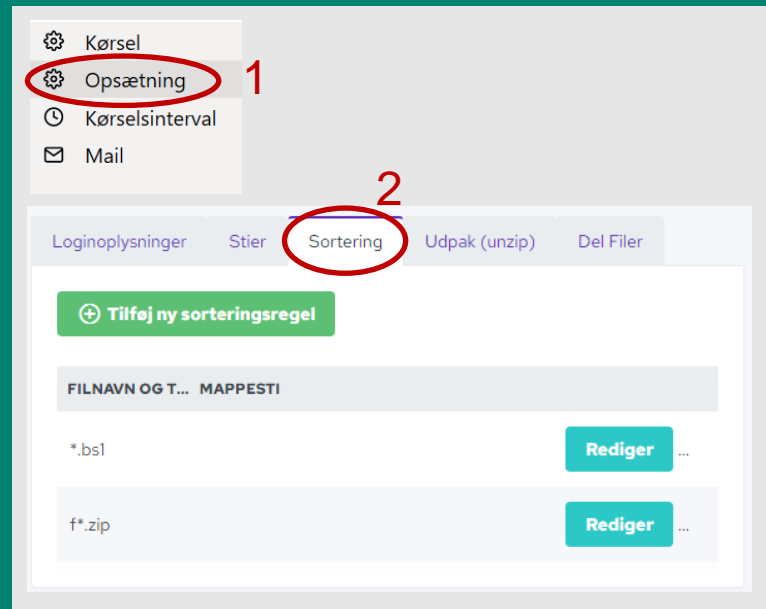 Kørsel
Opsætning 1
Kørselsinterval
Mail
2
Loginoplysninger Stier Sortering Udpak (unzip) Del Filer
Tilføj ny sorteringsregel
FILNAVN OG T... MAPPESTI
*.bs1 Rediger ...
f*.zip Rediger ...